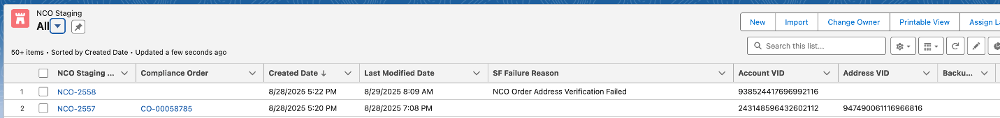 NCO Staging
All
New Import Change Owner Printable View Assign La
50+ items • Sorted by Created Date • Updated a few seconds ago
Search this list...
NCO Staging ... Compliance Order Created Date ↓ Last Modified Date SF Failure Reason Account VID Address VID Backu...
1 NCO-2558 8/28/2025 5:22 PM 8/29/2025 8:09 AM NCO Order Address Verification Failed 938524417696992116
2 NCO-2557 CO-00058785 8/28/2025 5:20 PM 8/28/2025 7:08 PM 243148596432602112 947490061116966816